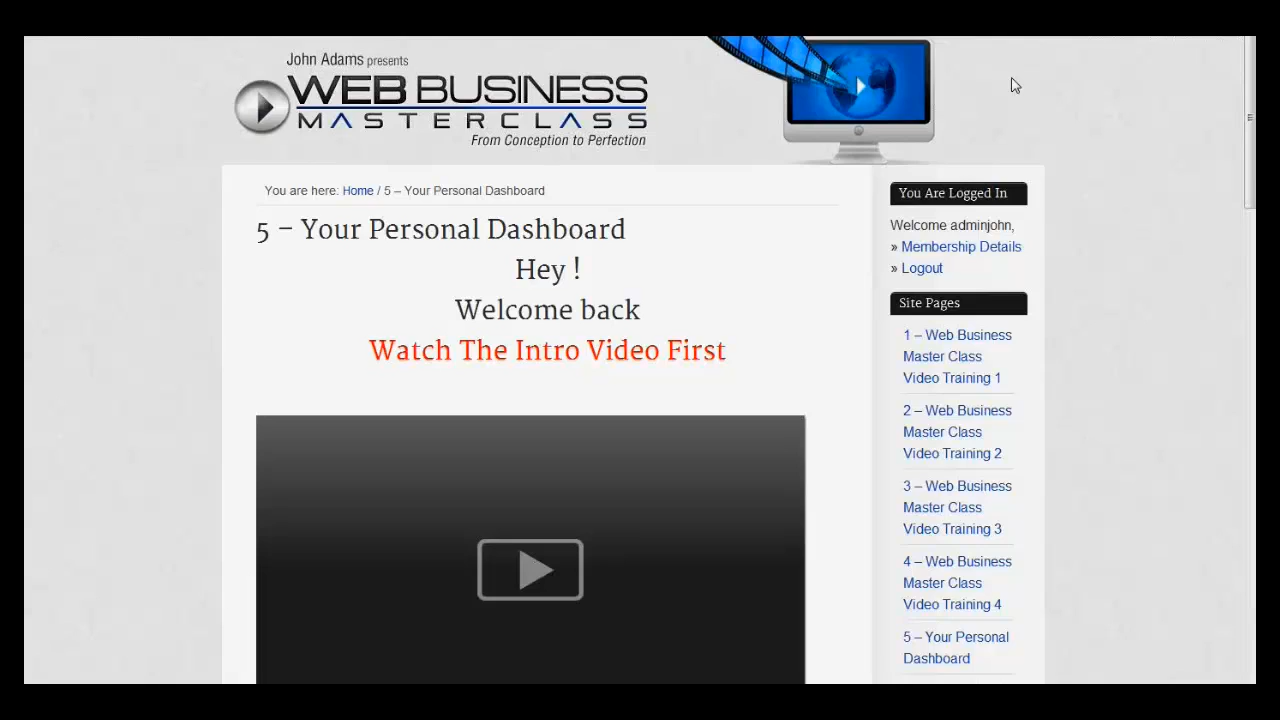 John Adams presents
WEB BUSINESS
MASTERCLASS
From Conception to Perfection
You are here: Home / 5 – Your Personal Dashboard
5 – Your Personal Dashboard
Hey !
Welcome back
Watch The Intro Video First
You Are Logged In
Welcome adminjohn,
» Membership Details
» Logout
Site Pages
1 – Web Business
Master Class
Video Training 1
2 – Web Business
Master Class
Video Training 2
3 – Web Business
Master Class
Video Training 3
4 – Web Business
Master Class
Video Training 4
5 – Your Personal
Dashboard